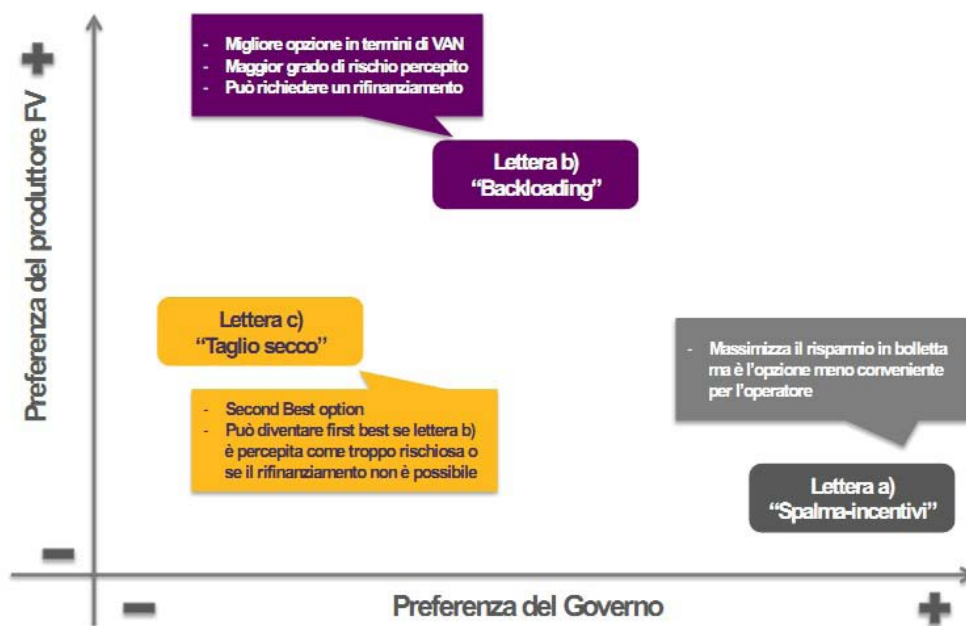 +
Preferenza del produttore FV
- Migliore opzione in termini di VAN
- Maggior grado di rischio percepito
- Può richiedere un rifinanziamento
Lettera b)
“Backloading”
Lettera c)
“Taglio secco”
- Second Best option
- Può diventare first best se lettera b)
è percepita come troppo rischiosa o
se il rifinanziamento non è possibile
- Massimizza il risparmio in bolletta
ma è l’opzione meno conveniente
per l’operatore
Lettera a)
“Spalma-incentivi”
–
–
Preferenza del Governo
+